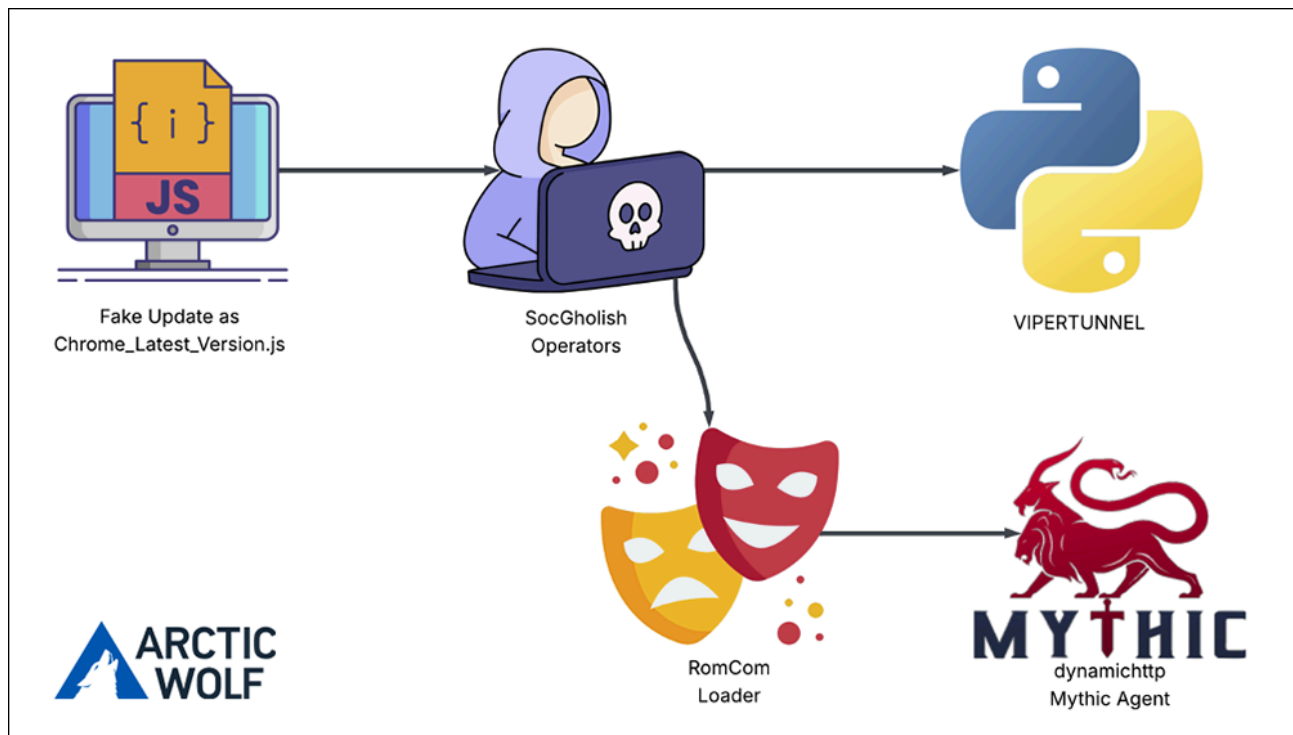 { i }
JS
Fake Update as
Chrome_Latest_Version.js
SocGholish
Operators
VIPERTUNNEL
RomCom
Loader
MYTHIC
dynamichttp
Mythic Agent
ARCTIC
WOLF